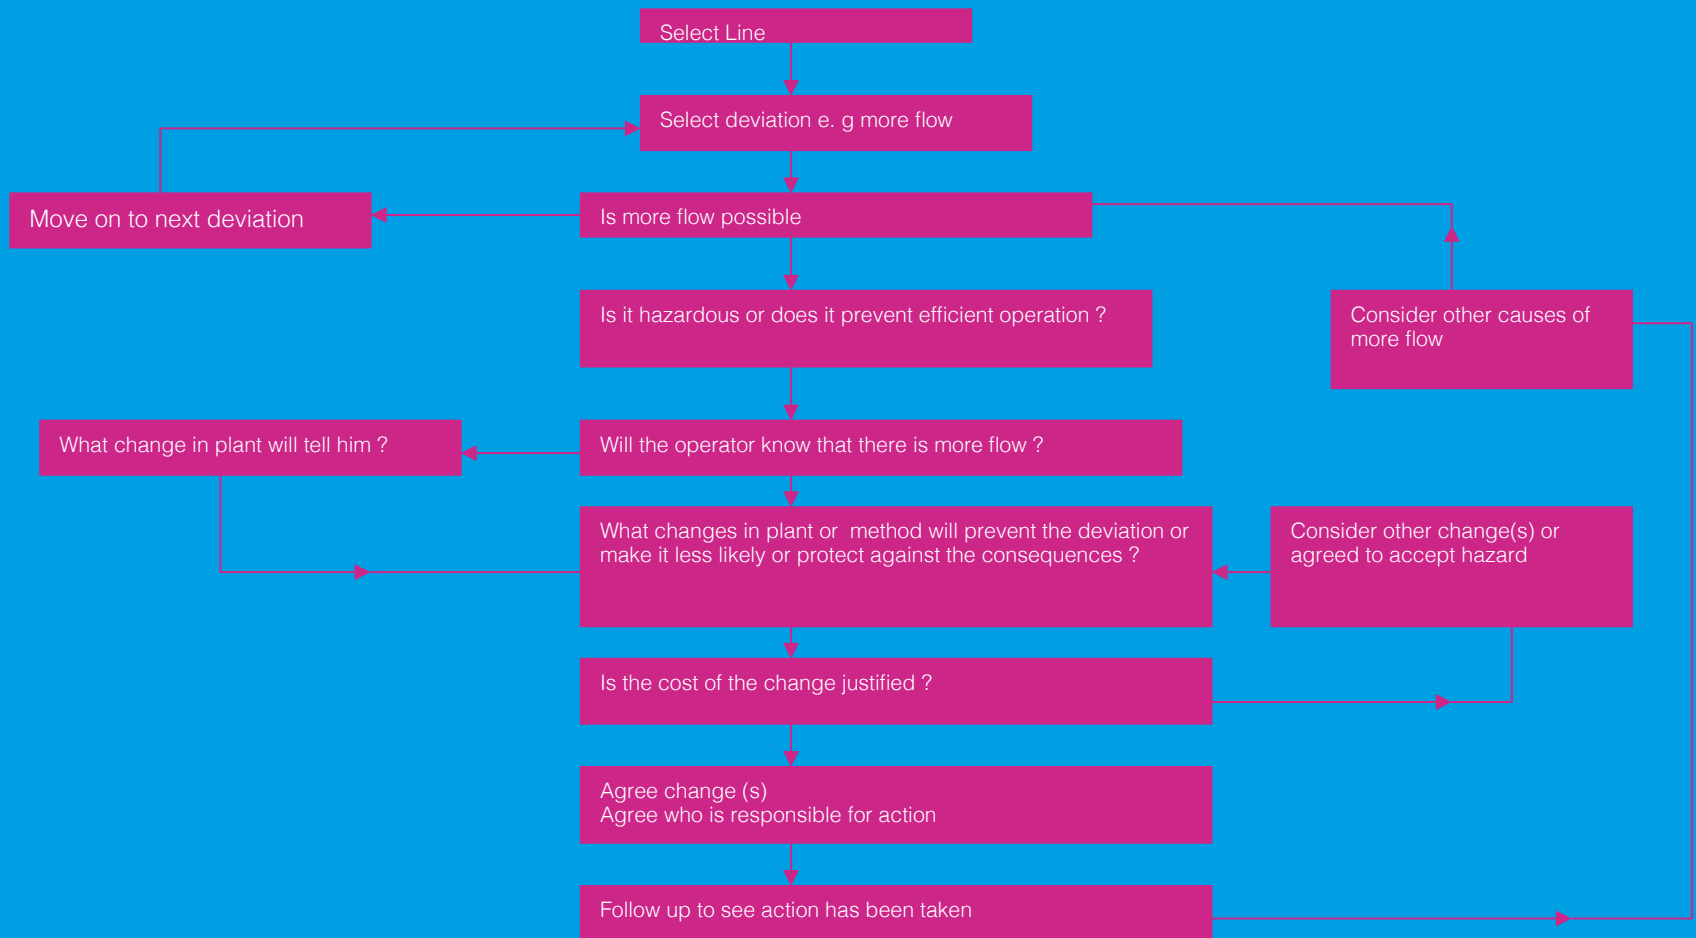 Select Line
Select deviation e. g more flow
Move on to next deviation
Is more flow possible
Is it hazardous or does it prevent efficient operation ?
Consider other causes of
more flow
What change in plant will tell him ?
Will the operator know that there is more flow ?
What changes in plant or  method will prevent the deviation or
make it less likely or protect against the consequences ?
Consider other change(s) or
agreed to accept hazard
Is the cost of the change justified ?
Agree change (s)
Agree who is responsible for action
Follow up to see action has been taken